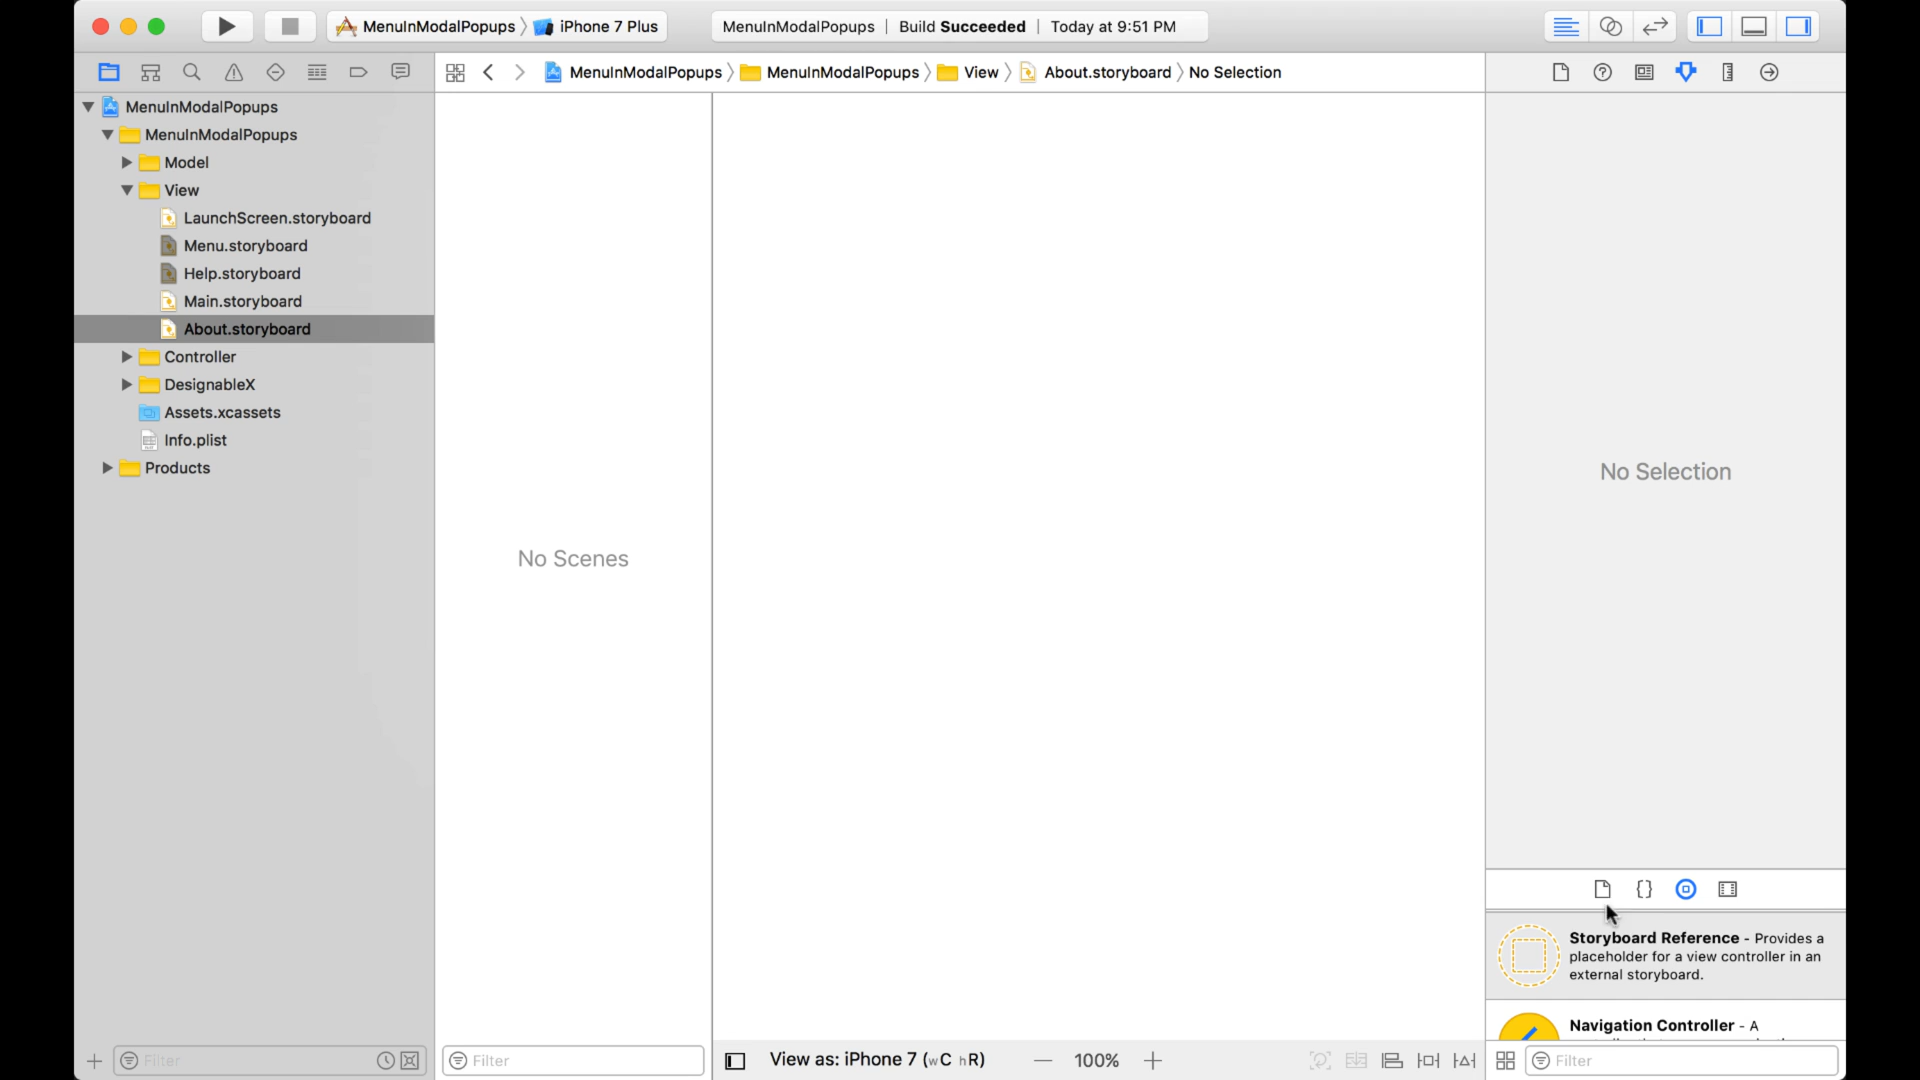 MenuInModalPopups iPhone 7 Plus
MenuInModalPopups | Build Succeeded | Today at 9:51 PM
MenuInModalPopups MenuInModalPopups View About.storyboard No Selection
MenuInModalPopups
MenuInModalPopups
Model
View
LaunchScreen.storyboard
Menu.storyboard
Help.storyboard
Main.storyboard
About.storyboard
Controller
DesignableX
Assets.xcassets
Info.plist
Products
Filter
No Scenes
Filter
View as: iPhone 7 (wC hR)
100%
No Selection
{}
Storyboard Reference - Provides a
placeholder for a view controller in an
external storyboard.
Navigation Controller - A
Filter